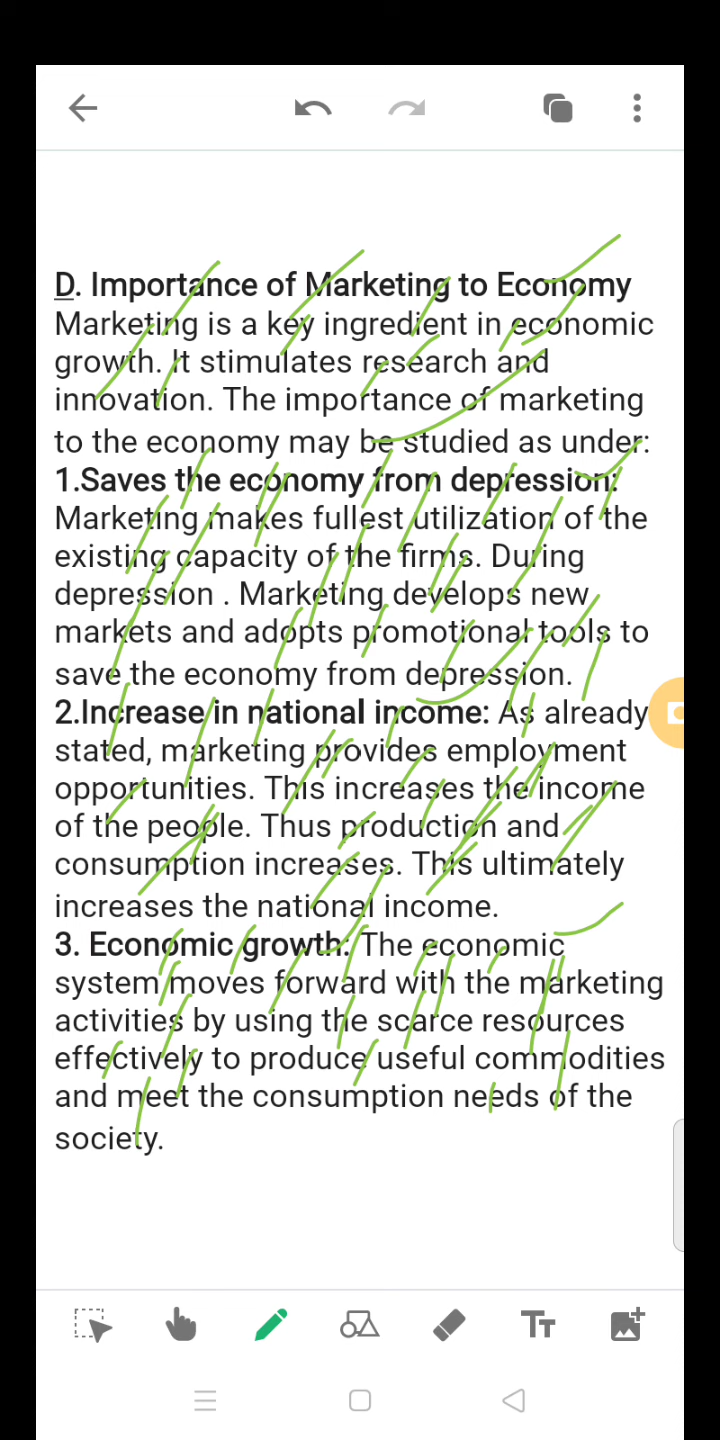 D. Importance of Marketing to Economy
Marketing is a key ingredient in economic
growth. It stimulates research and
innovation. The importance of marketing
to the economy may be studied as under:
1.Saves the economy from depression:
Marketing makes fullest utilization of the
existing capacity of the firms. During
depression . Marketing develops new
markets and adopts promotional tools to
save the economy from depression.
2.Increase in national income: As already
stated, marketing provides employment
opportunities. This increases the income
of the people. Thus production and
consumption increases. This ultimately
increases the national income.
3. Economic growth: The economic
system moves forward with the marketing
activities by using the scarce resources
effectively to produce useful commodities
and meet the consumption needs of the
society.
TT